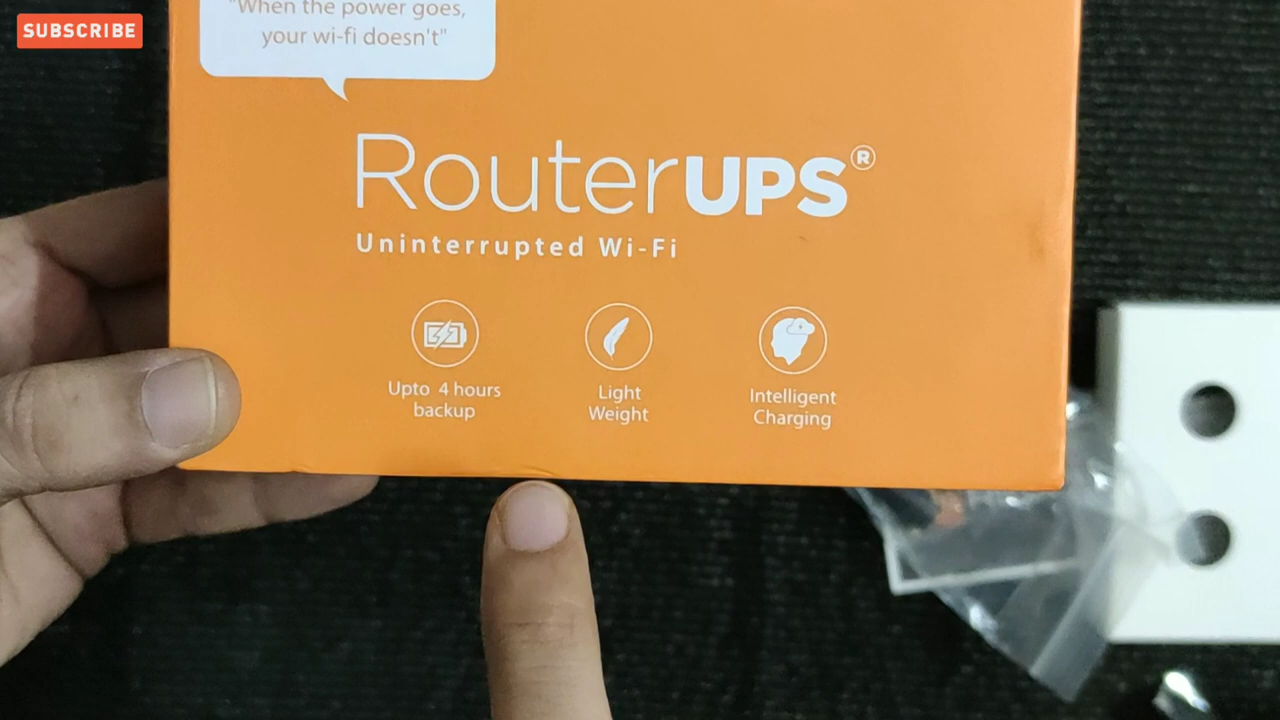 SUBSCRIBE
"When the power goes,
your wi-fi doesn't"
RouterUPS®
Uninterrupted Wi-Fi
Upto 4 hours
backup
Light
Weight
Intelligent
Charging